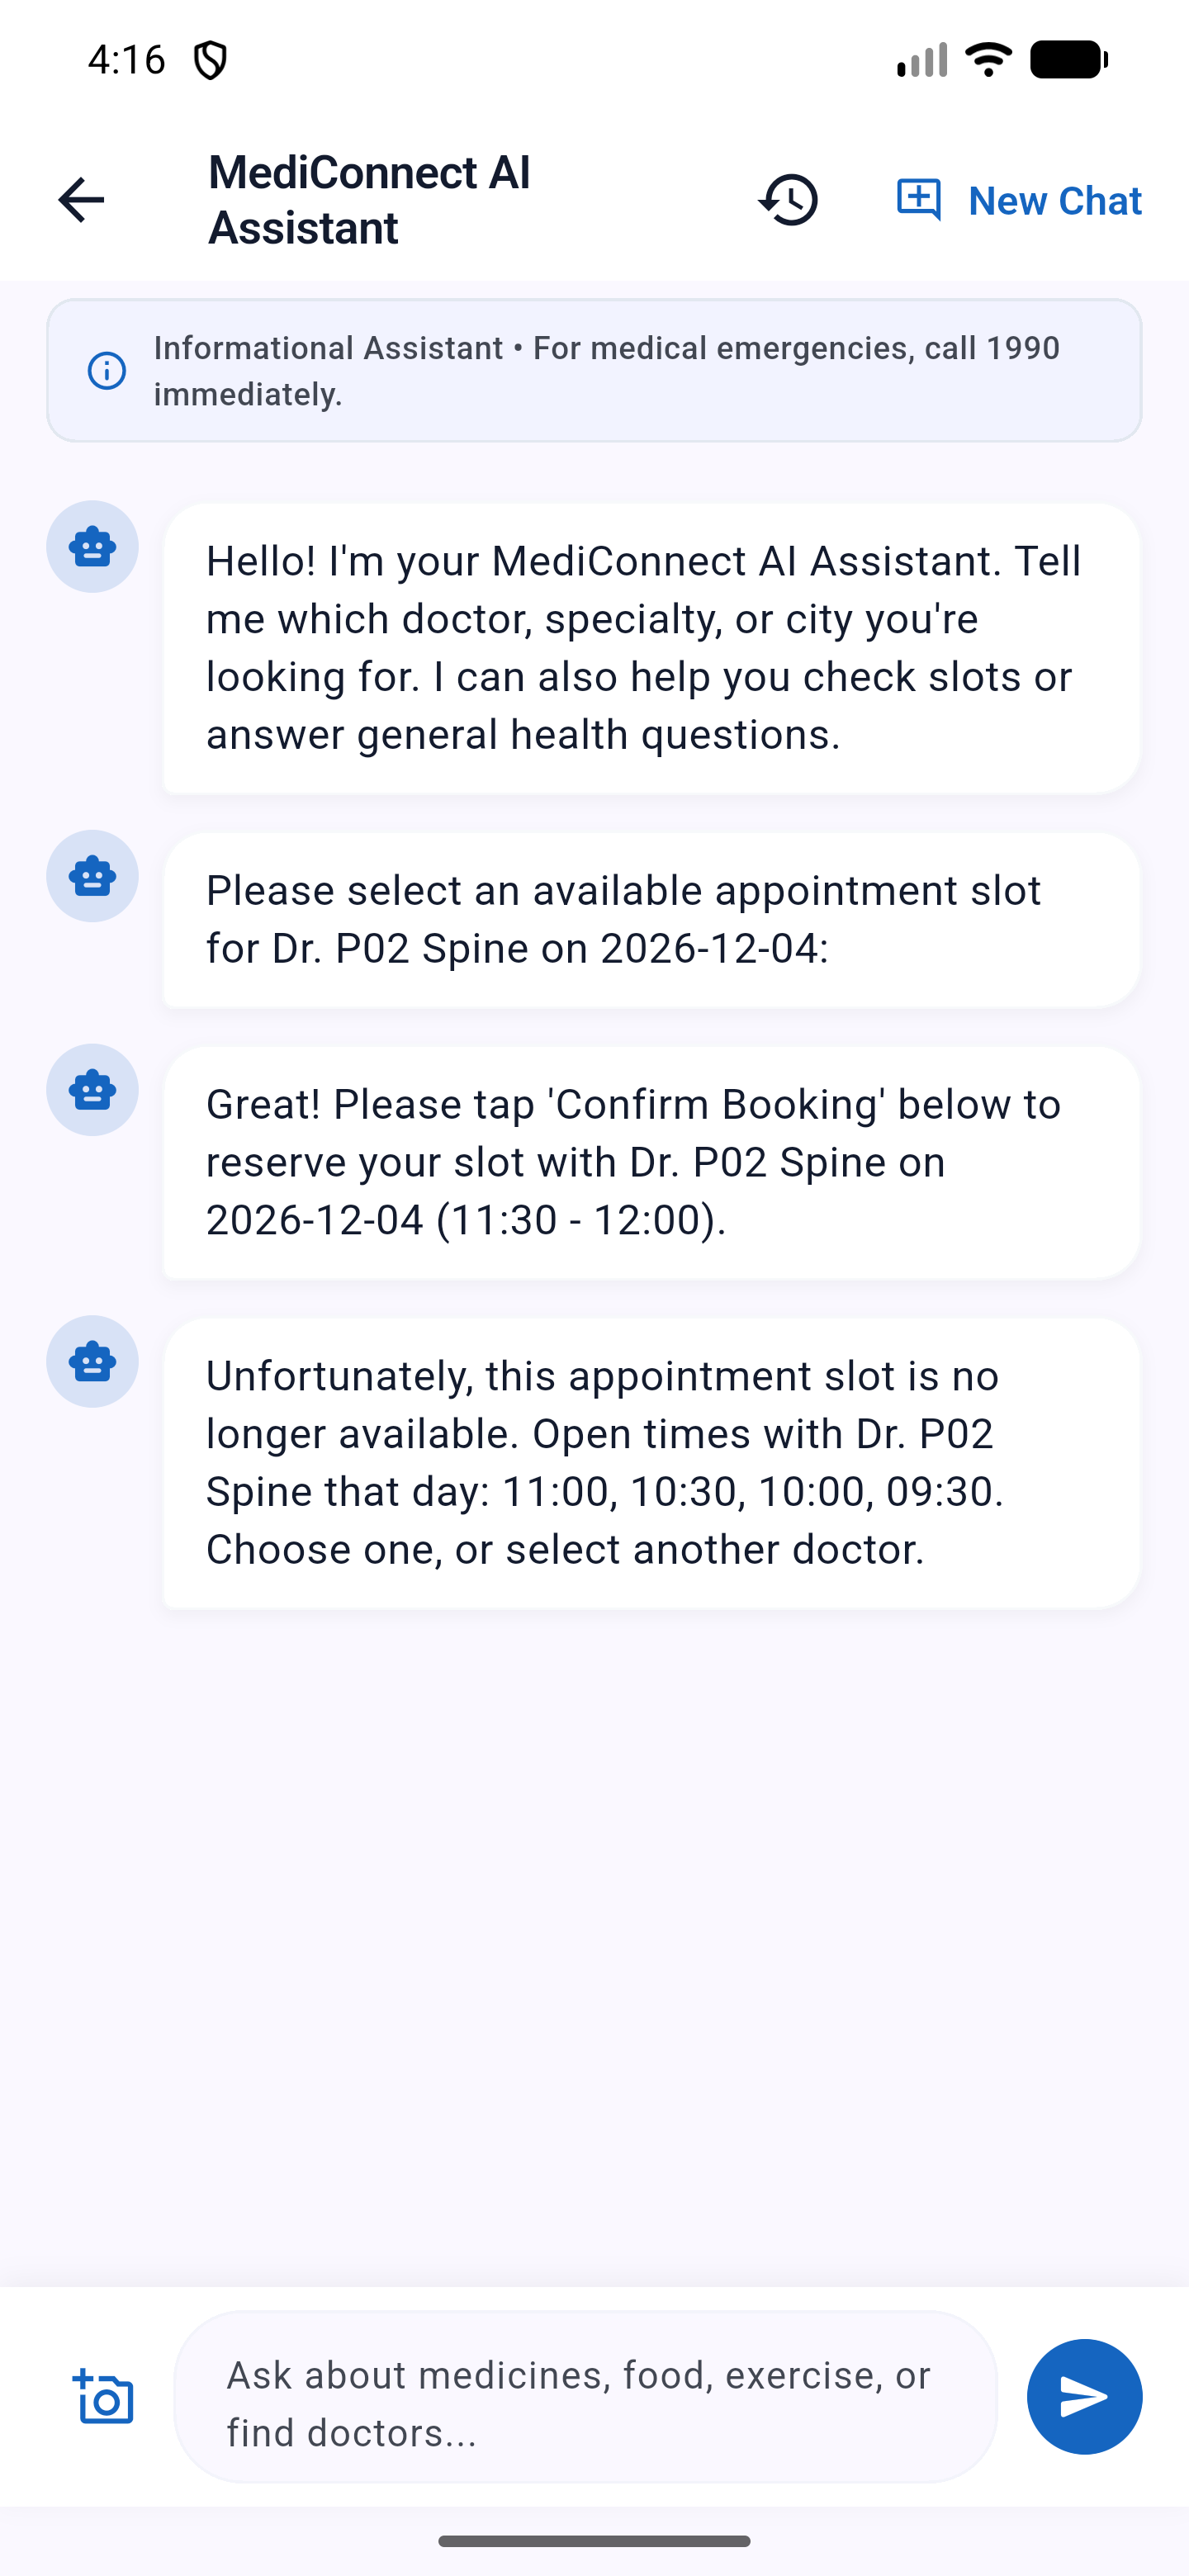 4:16
MediConnect AI
Assistant
New Chat
Informational Assistant • For medical emergencies, call 1990
immediately.
Hello! I'm your MediConnect AI Assistant. Tell
me which doctor, specialty, or city you're
looking for. I can also help you check slots or
answer general health questions.
Please select an available appointment slot
for Dr. P02 Spine on 2026-12-04:
Great! Please tap 'Confirm Booking' below to
reserve your slot with Dr. P02 Spine on
2026-12-04 (11:30 - 12:00).
Unfortunately, this appointment slot is no
longer available. Open times with Dr. P02
Spine that day: 11:00, 10:30, 10:00, 09:30.
Choose one, or select another doctor.
Ask about medicines, food, exercise, or
find doctors...